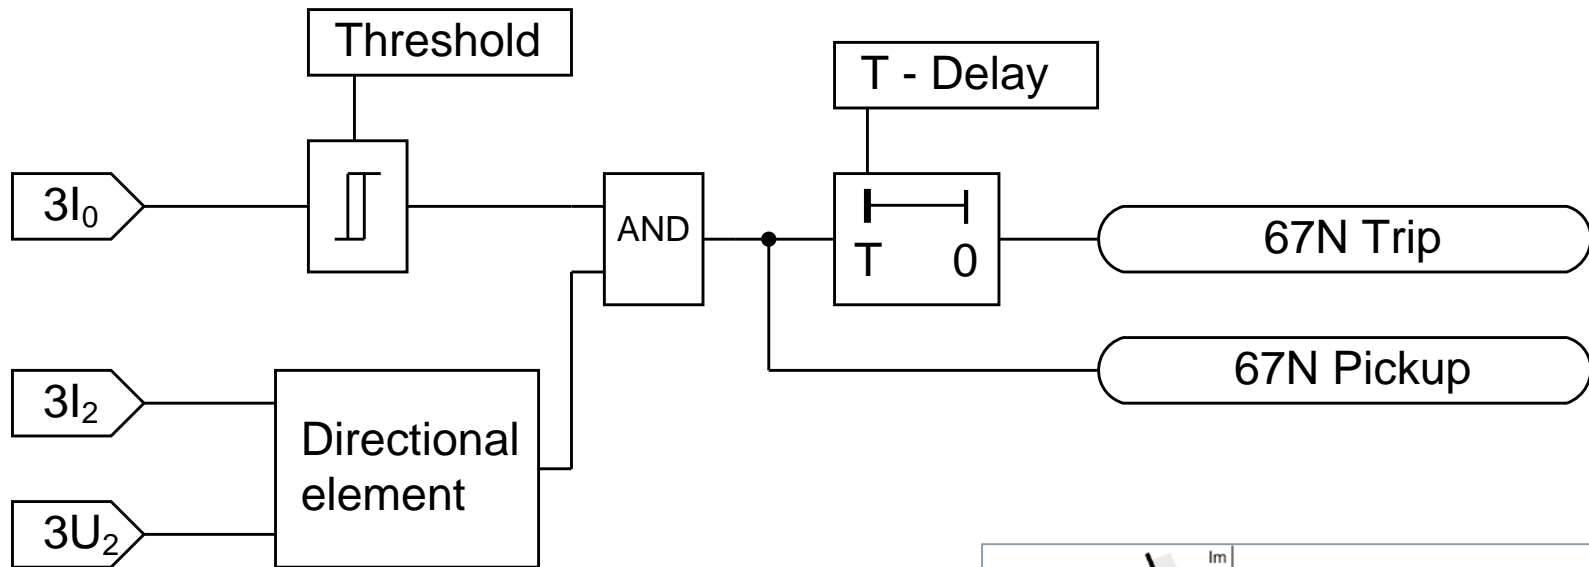 Threshold
T - Delay
3I₀
AND
T 0
67N Trip
67N Pickup
3I₂
Directional
element
3U₂
Im